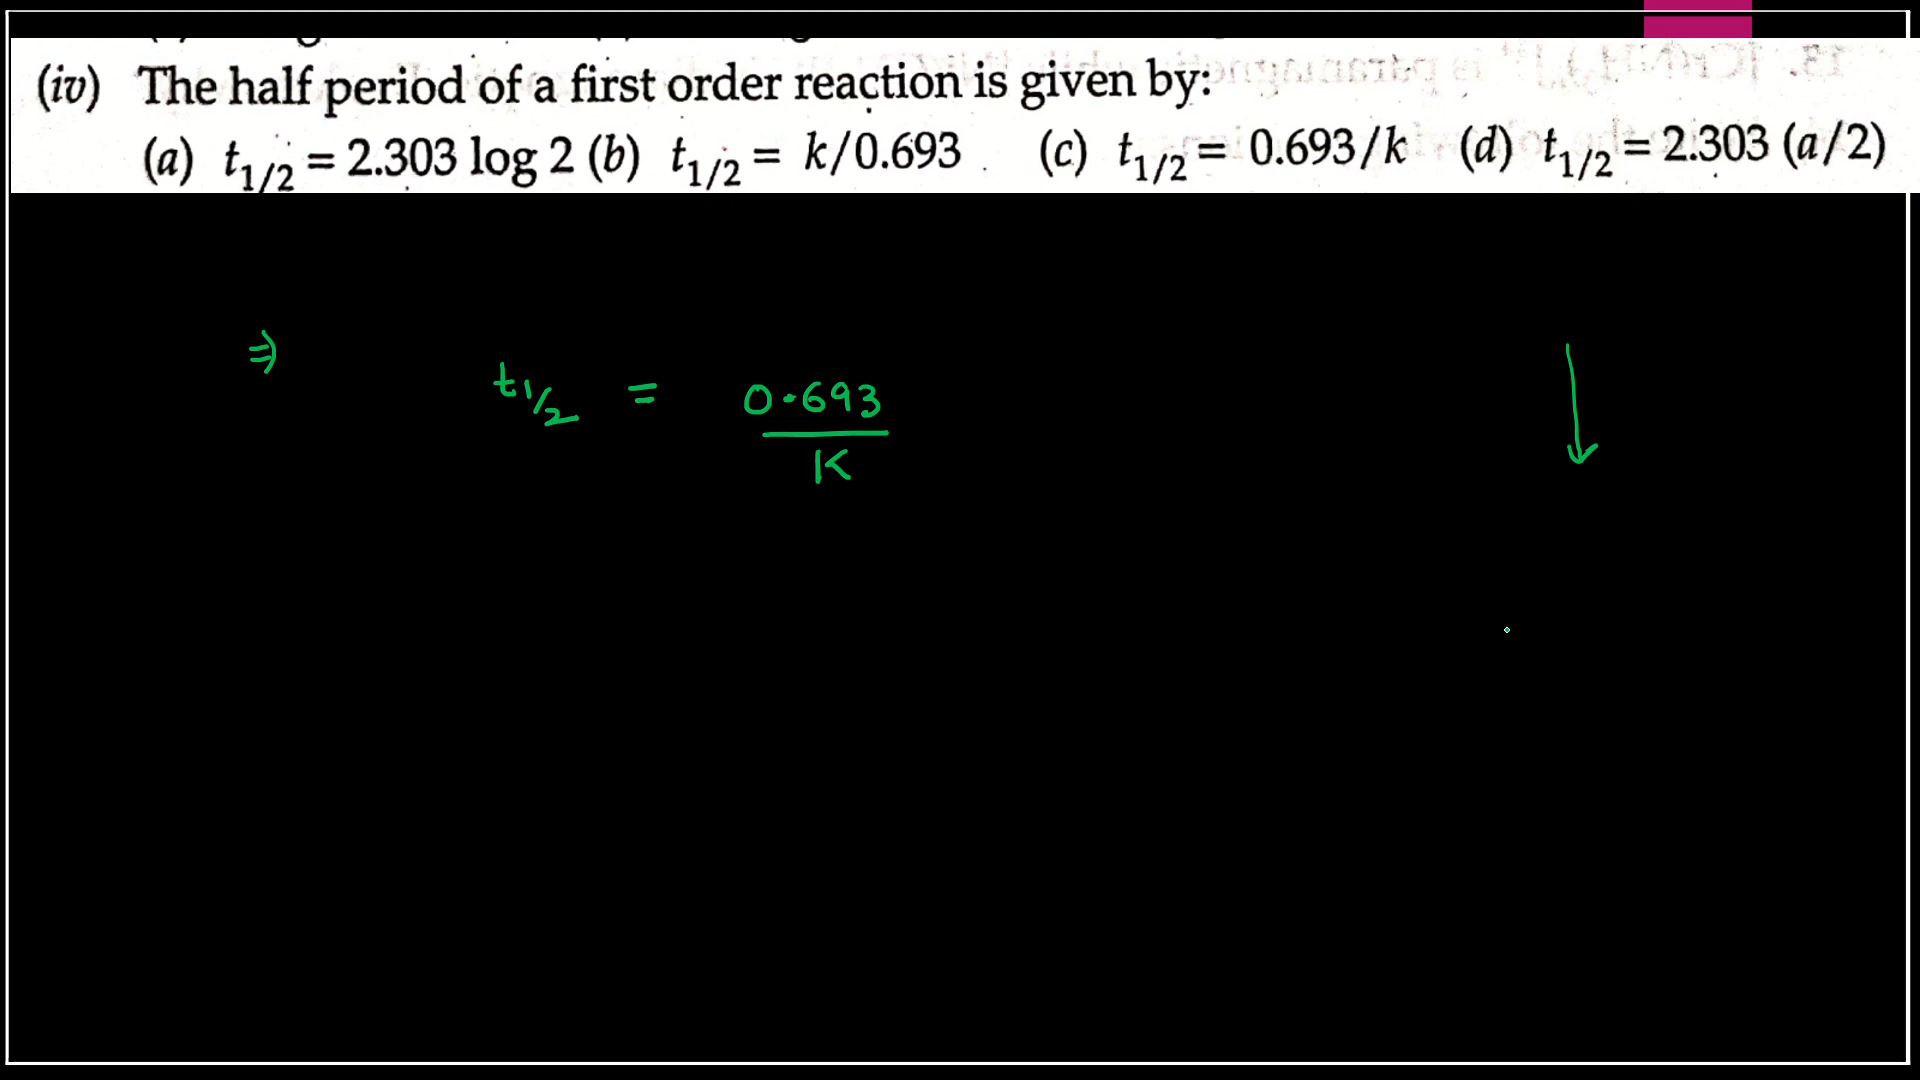 (iv) The half period of a first order reaction is given by:
(a) t1/2 = 2.303 log 2 (b) t1/2 = k/0.693 (c) t1/2 = 0.693/k (d) t1/2 = 2.303 (a/2)
⇒ t1/2 = 0.693
K